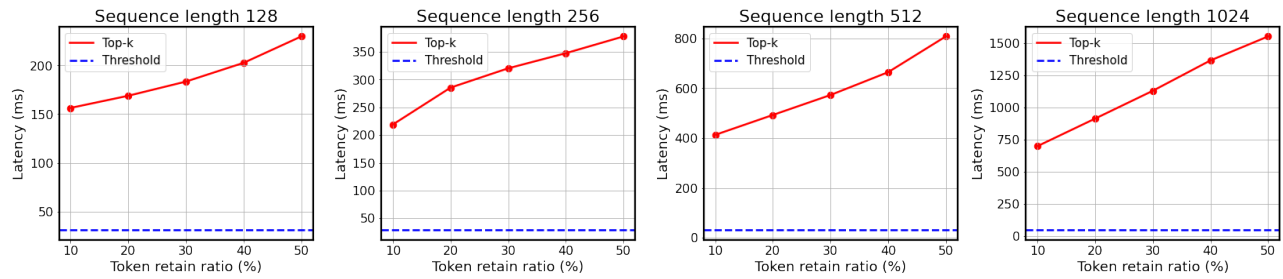 Sequence length 128
Latency (ms)
200
150
100
50
Top-k
Threshold
10 20 30 40 50
Token retain ratio (%)
Sequence length 256
Latency (ms)
350
300
250
200
150
100
50
Top-k
Threshold
10 20 30 40 50
Token retain ratio (%)
Sequence length 512
Latency (ms)
800
600
400
200
0
Top-k
Threshold
10 20 30 40 50
Token retain ratio (%)
Sequence length 1024
Latency (ms)
1500
1250
1000
750
500
250
0
Top-k
Threshold
10 20 30 40 50
Token retain ratio (%)